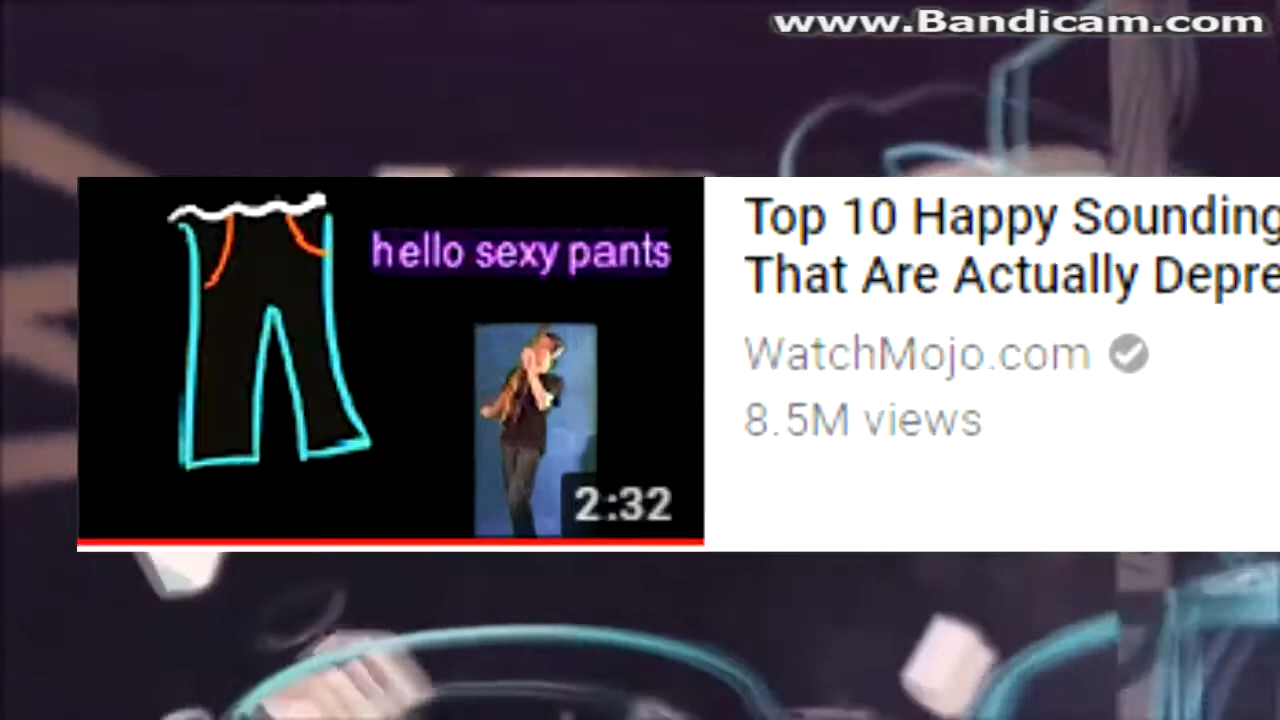 www.Bandicam.com
hello sexy pants
2:32
Top 10 Happy Sounding
That Are Actually Depre
WatchMojo.com
8.5M views